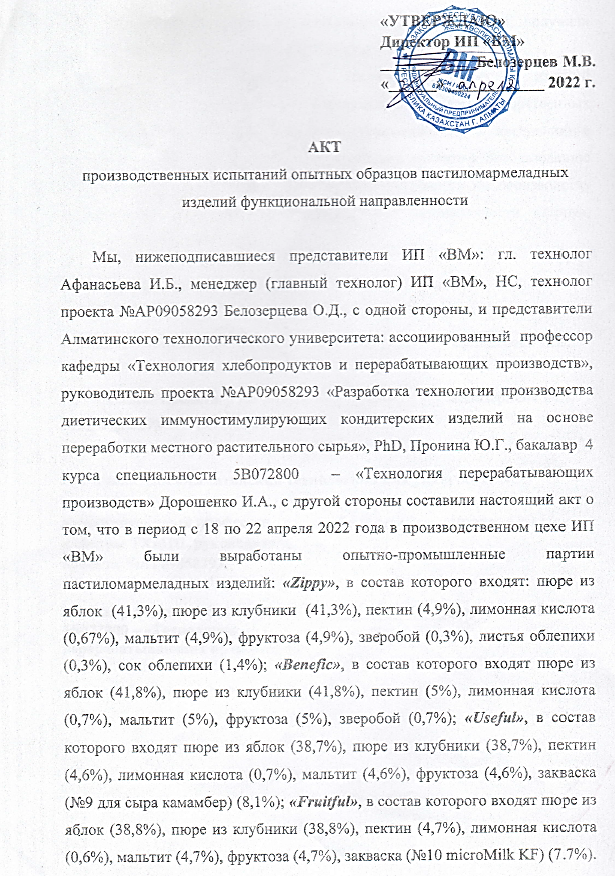 «УТВЕРЖДАЮ»
Директор ИП «ВМ»
Белозерцев М.В.
« апреля 2022 г.
ВМ
РЕСПУБЛИКА КАЗАХСТАН Г. АЛМАТЫ
АКТ
производственных испытаний опытных образцов пастиломармеладных
изделий функциональной направленности
Мы, нижеподписавшиеся представители ИП «ВМ»: гл. технолог
Афанасьева И.Б., менеджер (главный технолог) ИП «ВМ», НС, технолог
проекта №АР09058293 Белозерцева О.Д., с одной стороны, и представители
Алматинского технологического университета: ассоциированный профессор
кафедры «Технология хлебопродуктов и перерабатывающих производств»,
руководитель проекта №АР09058293 «Разработка технологии производства
диетических иммуностимулирующих кондитерских изделий на основе
переработки местного растительного сырья», PhD, Пронина Ю.Г., бакалавр 4
курса специальности 5В072800 – «Технология перерабатывающих
производств» Дорошенко И.А., с другой стороны составили настоящий акт о
том, что в период с 18 по 22 апреля 2022 года в производственном цехе ИП
«ВМ» были выработаны опытно-промышленные партии
пастиломармеладных изделий: «Zippy», в состав которого входят: пюре из
яблок (41,3%), пюре из клубники (41,3%), пектин (4,9%), лимонная кислота
(0,67%), мальтит (4,9%), фруктоза (4,9%), зверобой (0,3%), листья облепихи
(0,3%), сок облепихи (1,4%); «Benefic», в состав которого входят пюре из
яблок (41,8%), пюре из клубники (41,8%), пектин (5%), лимонная кислота
(0,7%), мальтит (5%), фруктоза (5%), зверобой (0,7%); «Useful», в состав
которого входят пюре из яблок (38,7%), пюре из клубники (38,7%), пектин
(4,6%), лимонная кислота (0,7%), мальтит (4,6%), фруктоза (4,6%), закваска
(№9 для сыра камамбер) (8,1%); «Fruitful», в состав которого входят пюре из
яблок (38,8%), пюре из клубники (38,8%), пектин (4,7%), лимонная кислота
(0,6%), мальтит (4,7%), фруктоза (4,7%), закваска (№10 microMilk KF) (7.7%).